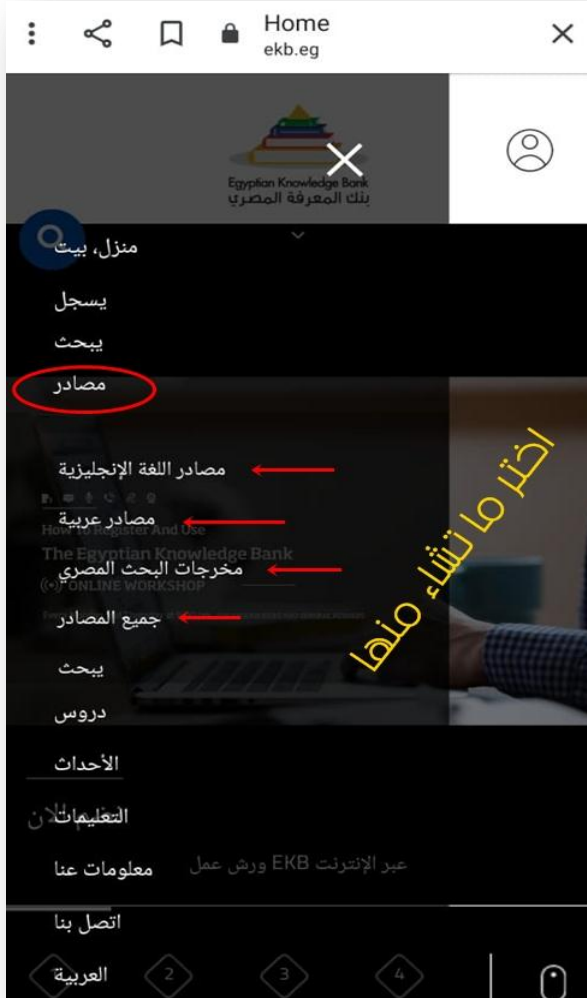 Home
ekb.eg
Egyptian Knowledge Bank
بنك المعرفة المصري
منزل، بيت
يسجل
يبحث
مصادر
مصادر اللغة الإنجليزية
مصادر عربية
How To Register And Use
The Egyptian Knowledge Bank
مخرجات البحث المصري
ONLINE WORKSHOP
جميع المصادر
اختر ما تشاء منها
يبحث
دروس
الأحداث
التعليمات
معلومات عنا
عبر الإنترنت EKB ورش عمل
اتصل بنا
العربية
2
3
4